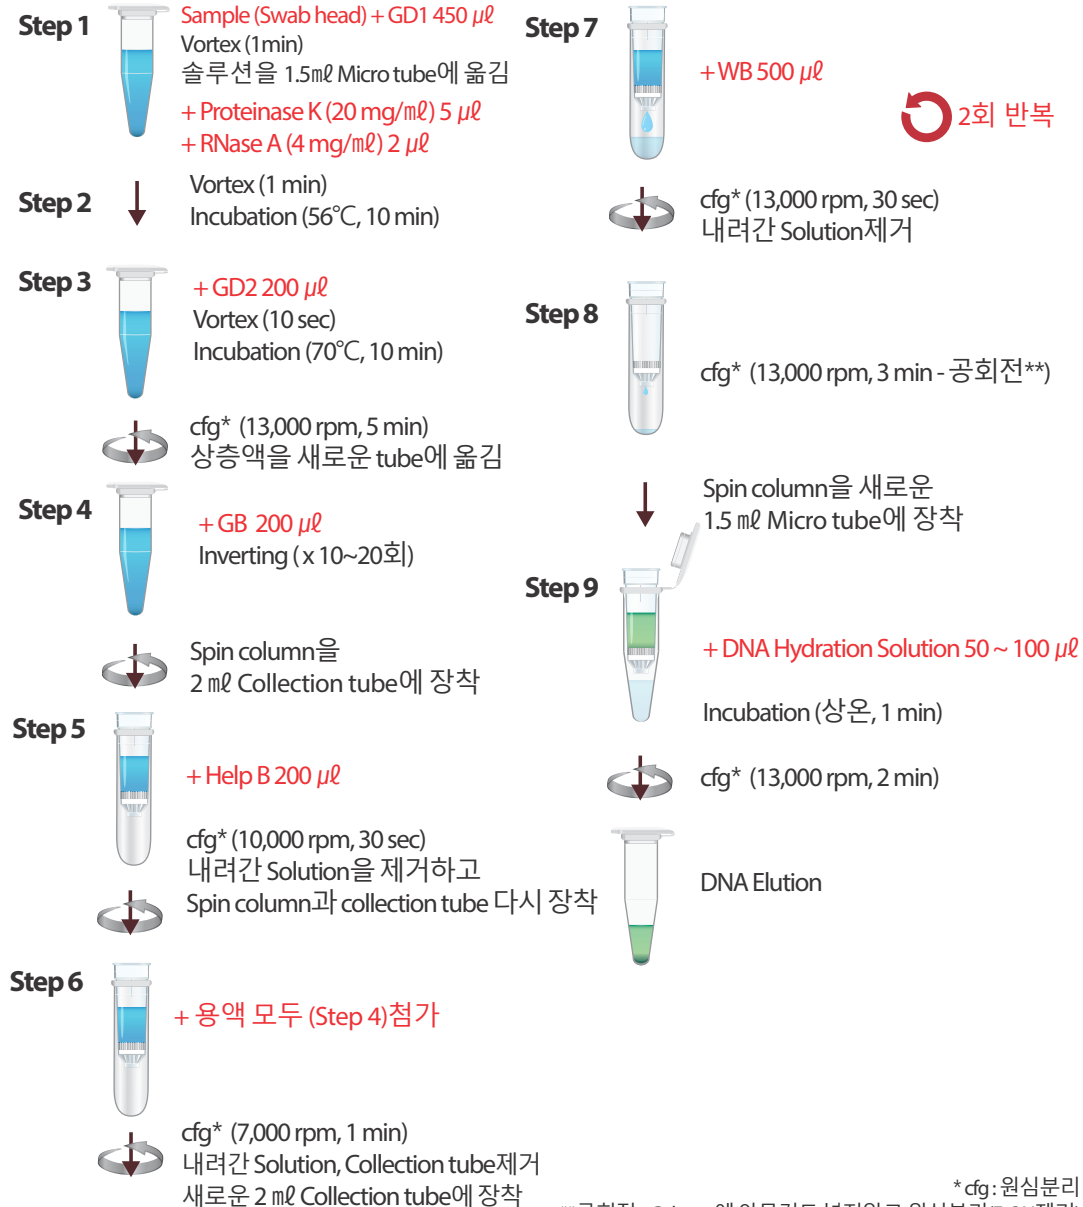 Step 1
Sample (Swab head) + GD1 450 μℓ
Vortex (1min)
솔루션을 1.5㎖ Micro tube에 옮김
+ Proteinase K (20 mg/㎖) 5 μℓ
+ RNase A (4 mg/㎖) 2 μℓ
Step 2
Vortex (1 min)
Incubation (56℃, 10 min)
Step 3
+ GD2 200 μℓ
Vortex (10 sec)
Incubation (70℃, 10 min)
cfg* (13,000 rpm, 5 min)
상층액을 새로운 tube에 옮김
Step 4
+ GB 200 μℓ
Inverting ( x 10~20회)
Spin column을
2 ㎖ Collection tube에 장착
Step 5
+ Help B 200 μℓ
cfg* (10,000 rpm, 30 sec)
내려간 Solution을 제거하고
Spin column과 collection tube 다시 장착
Step 6
+ 용액 모두 (Step 4)첨가
cfg* (7,000 rpm, 1 min)
내려간 Solution, Collection tube제거
새로운 2 ㎖ Collection tube에 장착
Step 7
+ WB 500 μℓ
2회 반복
cfg* (13,000 rpm, 30 sec)
내려간 Solution제거
Step 8
cfg* (13,000 rpm, 3 min - 공회전**)
Spin column을 새로운
1.5 ㎖ Micro tube에 장착
Step 9
+ DNA Hydration Solution 50 ~ 100 μℓ
Incubation (상온, 1 min)
cfg* (13,000 rpm, 2 min)
DNA Elution
* cfg : 원심분리